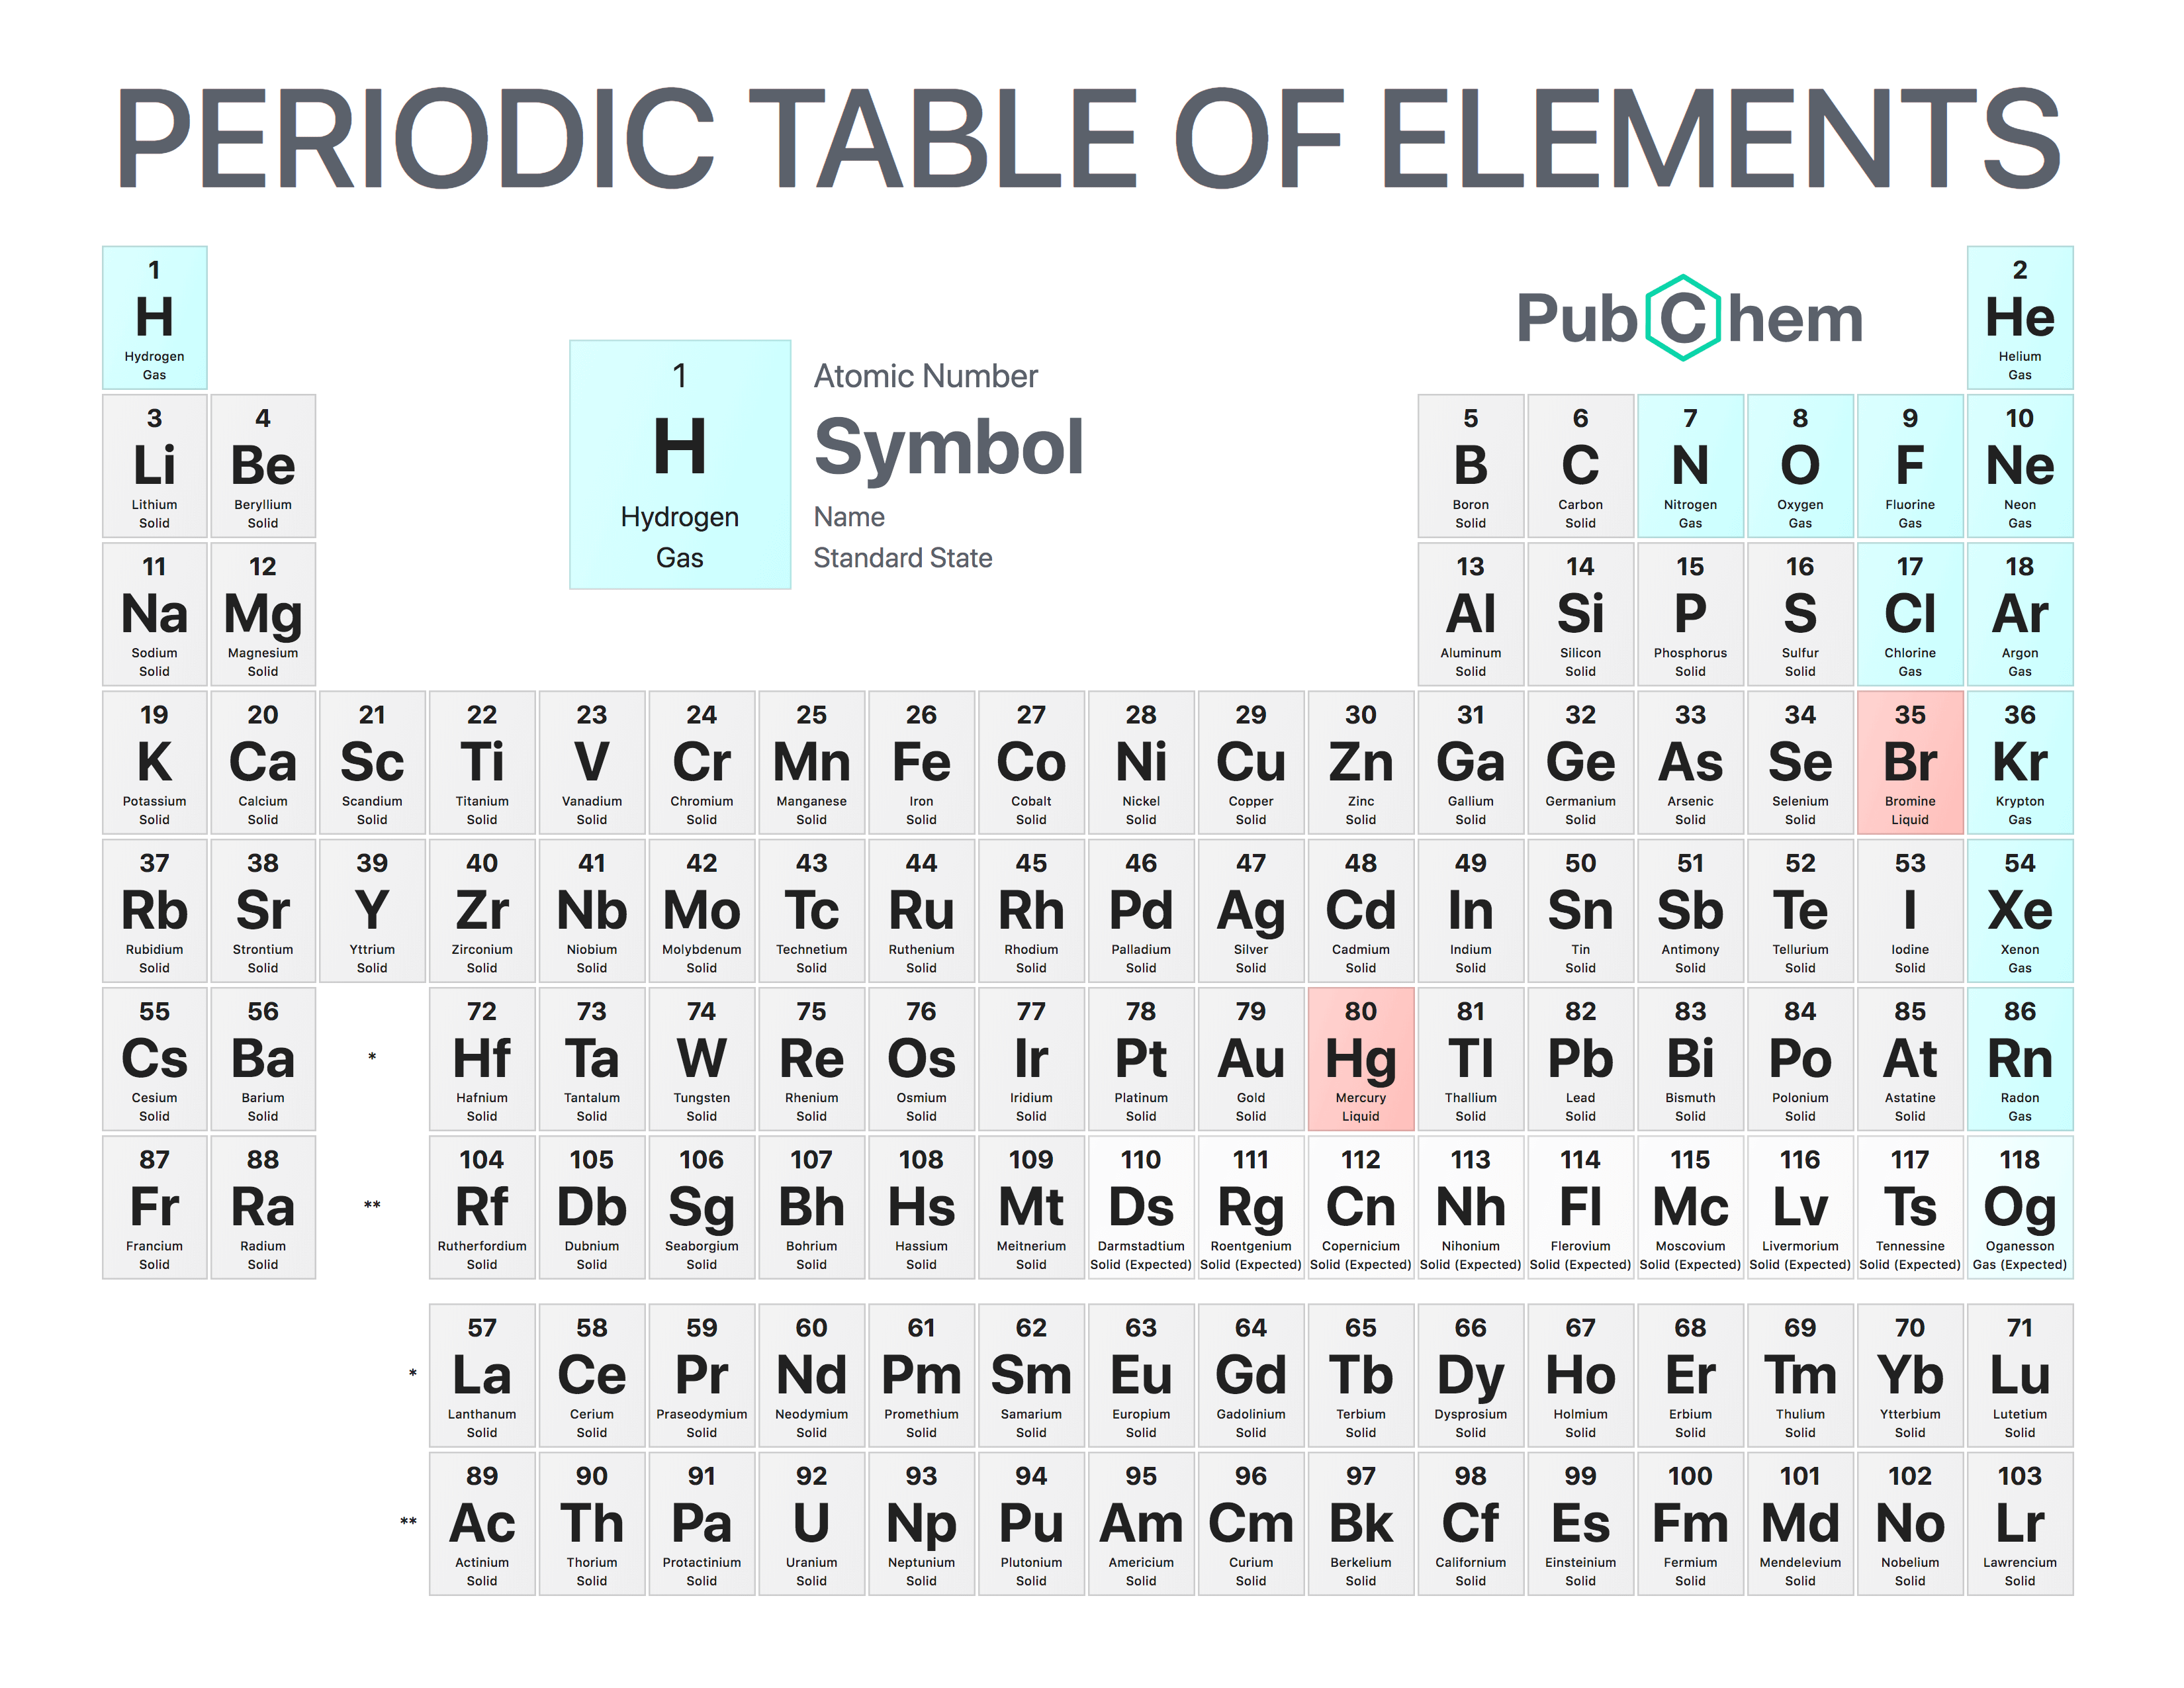 PERIODIC TABLE OF ELEMENTS
1
H
Hydrogen
Gas
PubChem
2
He
Helium
Gas
1
H
Hydrogen
Gas
Atomic Number
Symbol
Name
Standard State
3
Li
Lithium
Solid
4
Be
Beryllium
Solid
5
B
Boron
Solid
6
C
Carbon
Solid
7
N
Nitrogen
Gas
8
O
Oxygen
Gas
9
F
Fluorine
Gas
10
Ne
Neon
Gas
11
Na
Sodium
Solid
12
Mg
Magnesium
Solid
13
Al
Aluminum
Solid
14
Si
Silicon
Solid
15
P
Phosphorus
Solid
16
S
Sulfur
Solid
17
Cl
Chlorine
Gas
18
Ar
Argon
Gas
19
K
Potassium
Solid
20
Ca
Calcium
Solid
21
Sc
Scandium
Solid
22
Ti
Titanium
Solid
23
V
Vanadium
Solid
24
Cr
Chromium
Solid
25
Mn
Manganese
Solid
26
Fe
Iron
Solid
27
Co
Cobalt
Solid
28
Ni
Nickel
Solid
29
Cu
Copper
Solid
30
Zn
Zinc
Solid
31
Ga
Gallium
Solid
32
Ge
Germanium
Solid
33
As
Arsenic
Solid
34
Se
Selenium
Solid
35
Br
Bromine
Liquid
36
Kr
Krypton
Gas
37
Rb
Rubidium
Solid
38
Sr
Strontium
Solid
39
Y
Yttrium
Solid
40
Zr
Zirconium
Solid
41
Nb
Niobium
Solid
42
Mo
Molybdenum
Solid
43
Tc
Technetium
Solid
44
Ru
Ruthenium
Solid
45
Rh
Rhodium
Solid
46
Pd
Palladium
Solid
47
Ag
Silver
Solid
48
Cd
Cadmium
Solid
49
In
Indium
Solid
50
Sn
Tin
Solid
51
Sb
Antimony
Solid
52
Te
Tellurium
Solid
53
I
Iodine
Solid
54
Xe
Xenon
Gas
55
Cs
Cesium
Solid
56
Ba
Barium
Solid
*
72
Hf
Hafnium
Solid
73
Ta
Tantalum
Solid
74
W
Tungsten
Solid
75
Re
Rhenium
Solid
76
Os
Osmium
Solid
77
Ir
Iridium
Solid
78
Pt
Platinum
Solid
79
Au
Gold
Solid
80
Hg
Mercury
Liquid
81
Tl
Thallium
Solid
82
Pb
Lead
Solid
83
Bi
Bismuth
Solid
84
Po
Polonium
Solid
85
At
Astatine
Solid
86
Rn
Radon
Gas
87
Fr
Francium
Solid
88
Ra
Radium
Solid
**
104
Rf
Rutherfordium
Solid
105
Db
Dubnium
Solid
106
Sg
Seaborgium
Solid
107
Bh
Bohrium
Solid
108
Hs
Hassium
Solid
109
Mt
Meitnerium
Solid
110
Ds
Darmstadtium
Solid (Expected)
111
Rg
Roentgenium
Solid (Expected)
112
Cn
Copernicium
Solid (Expected)
113
Nh
Nihonium
Solid (Expected)
114
Fl
Flerovium
Solid (Expected)
115
Mc
Moscovium
Solid (Expected)
116
Lv
Livermorium
Solid (Expected)
117
Ts
Tennessine
Solid (Expected)
118
Og
Oganesson
Gas (Expected)
*
57
La
Lanthanum
Solid
58
Ce
Cerium
Solid
59
Pr
Praseodymium
Solid
60
Nd
Neodymium
Solid
61
Pm
Promethium
Solid
62
Sm
Samarium
Solid
63
Eu
Europium
Solid
64
Gd
Gadolinium
Solid
65
Tb
Terbium
Solid
66
Dy
Dysprosium
Solid
67
Ho
Holmium
Solid
68
Er
Erbium
Solid
69
Tm
Thulium
Solid
70
Yb
Ytterbium
Solid
71
Lu
Lutetium
Solid
**
89
Ac
Actinium
Solid
90
Th
Thorium
Solid
91
Pa
Protactinium
Solid
92
U
Uranium
Solid
93
Np
Neptunium
Solid
94
Pu
Plutonium
Solid
95
Am
Americium
Solid
96
Cm
Curium
Solid
97
Bk
Berkelium
Solid
98
Cf
Californium
Solid
99
Es
Einsteinium
Solid
100
Fm
Fermium
Solid
101
Md
Mendelevium
Solid
102
No
Nobelium
Solid
103
Lr
Lawrencium
Solid